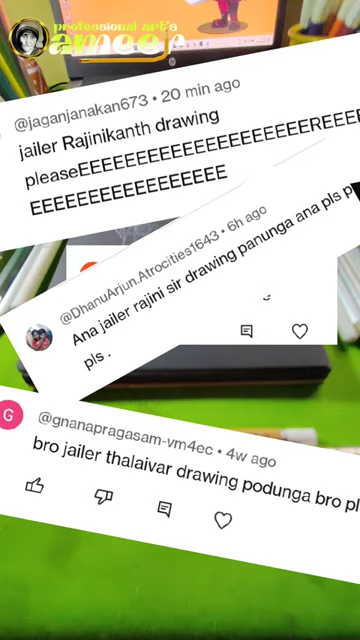 professional art's
ameer
@jaganjanakan673 • 20 min ago
jailer Rajinikanth drawing
pleaseEEEEEEEEEEEEEEEEEEEEEREEEE
EEEEEEEEEEEEEEEEE
@DhanuArjun.Atrocities1643 • 6h ago
Ana jailer rajini sir drawing panunga ana pls p
pls .
G
@gnanapragasam-vm4ec • 4w ago
bro jailer thalaivar drawing podunga bro pl